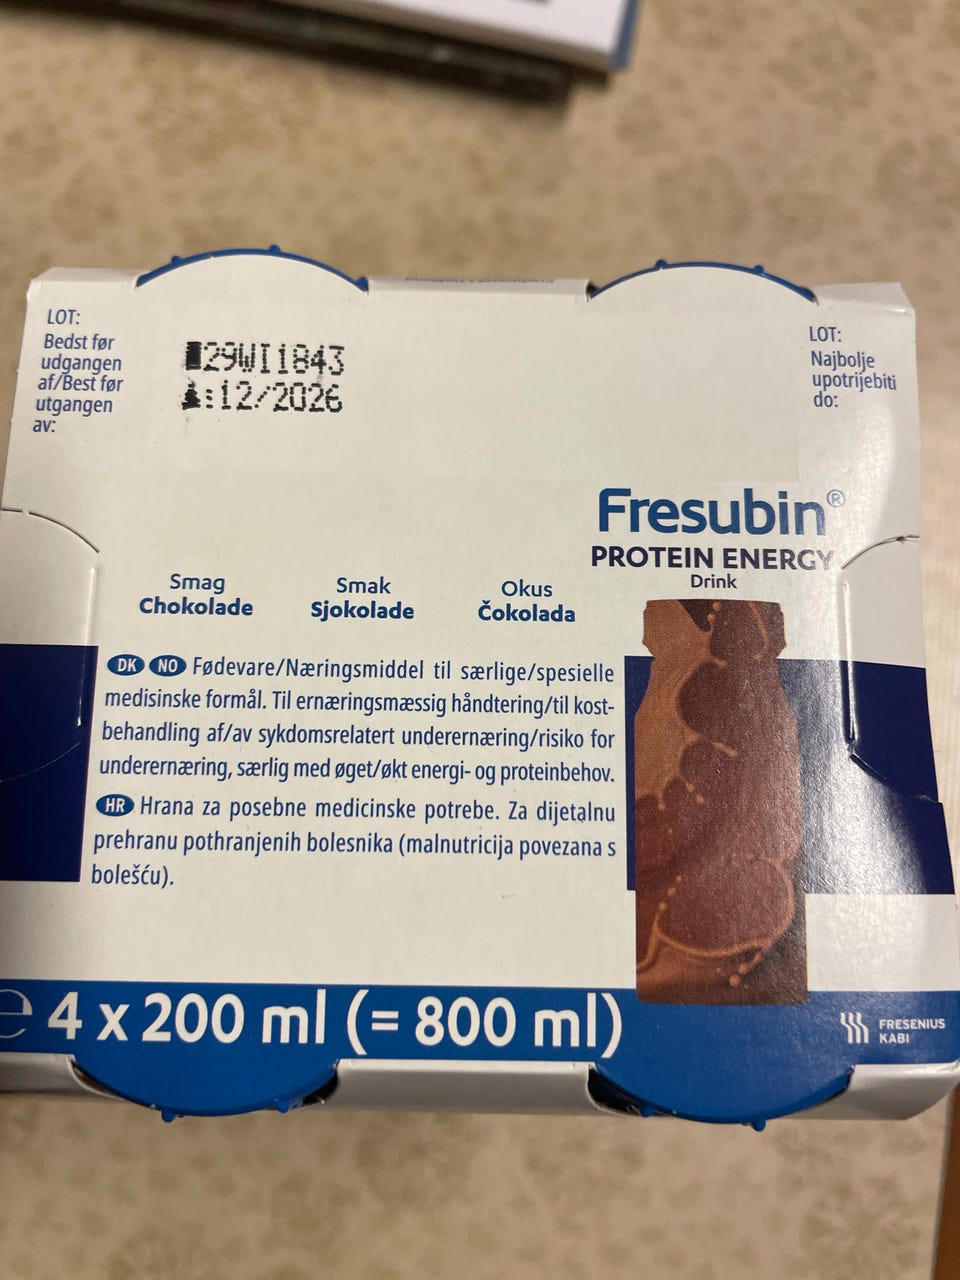 LOT:
Bedst før
udgangen
af/Best før
utgangen
av:
29WI1843
:12/2026
LOT:
Najbolje
upotrijebiti
do:
Fresubin®
PROTEIN ENERGY
Drink
Smag
Chokolade
Smak
Sjokolade
Okus
Čokolada
DK NO Fødevare/Næringsmiddel til særlige/spesielle
medisinske formål. Til ernæringsmæssig håndtering/til kost-
behandling af/av sykdomsrelatert underernæring/risiko for
underernæring, særlig med øget/økt energi- og proteinbehov.
HR Hrana za posebne medicinske potrebe. Za dijetalnu
prehranu pothranjenih bolesnika (malnutricija povezana s
bolešću).
℮ 4 x 200 ml (= 800 ml)
FRESENIUS
KABI